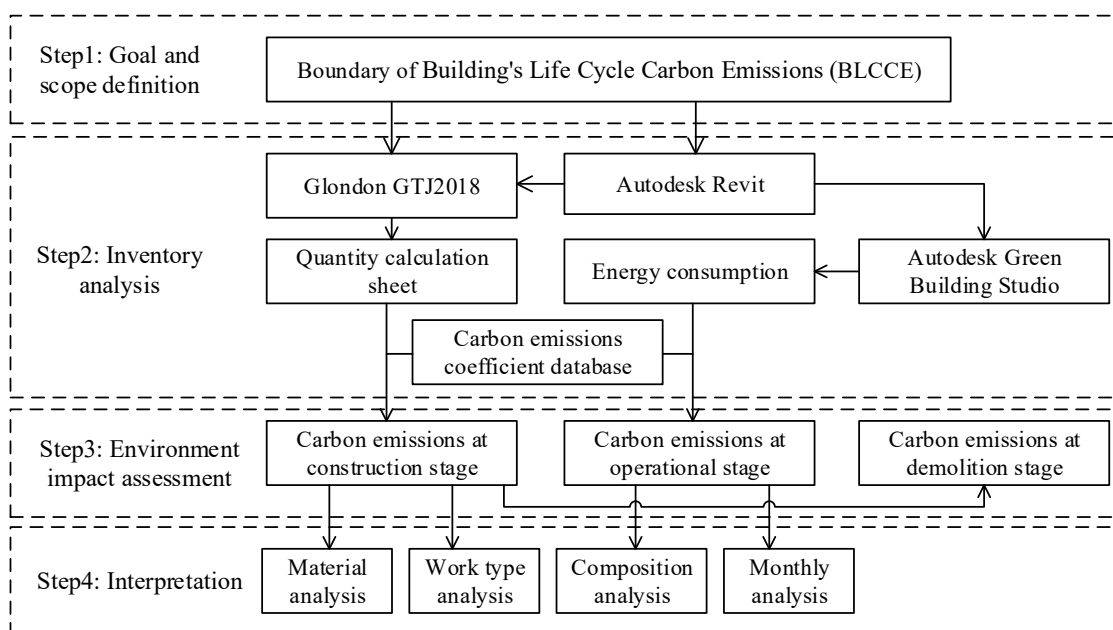 Step1: Goal and
scope definition
Boundary of Building's Life Cycle Carbon Emissions (BLCCE)
Step2: Inventory
analysis
Glondon GTJ2018
Autodesk Revit
Quantity calculation
sheet
Energy consumption
Autodesk Green
Building Studio
Carbon emissions
coefficient database
Step3: Environment
impact assessment
Carbon emissions at
construction stage
Carbon emissions at
operational stage
Carbon emissions at
demolition stage
Step4: Interpretation
Material
analysis
Work type
analysis
Composition
analysis
Monthly
analysis